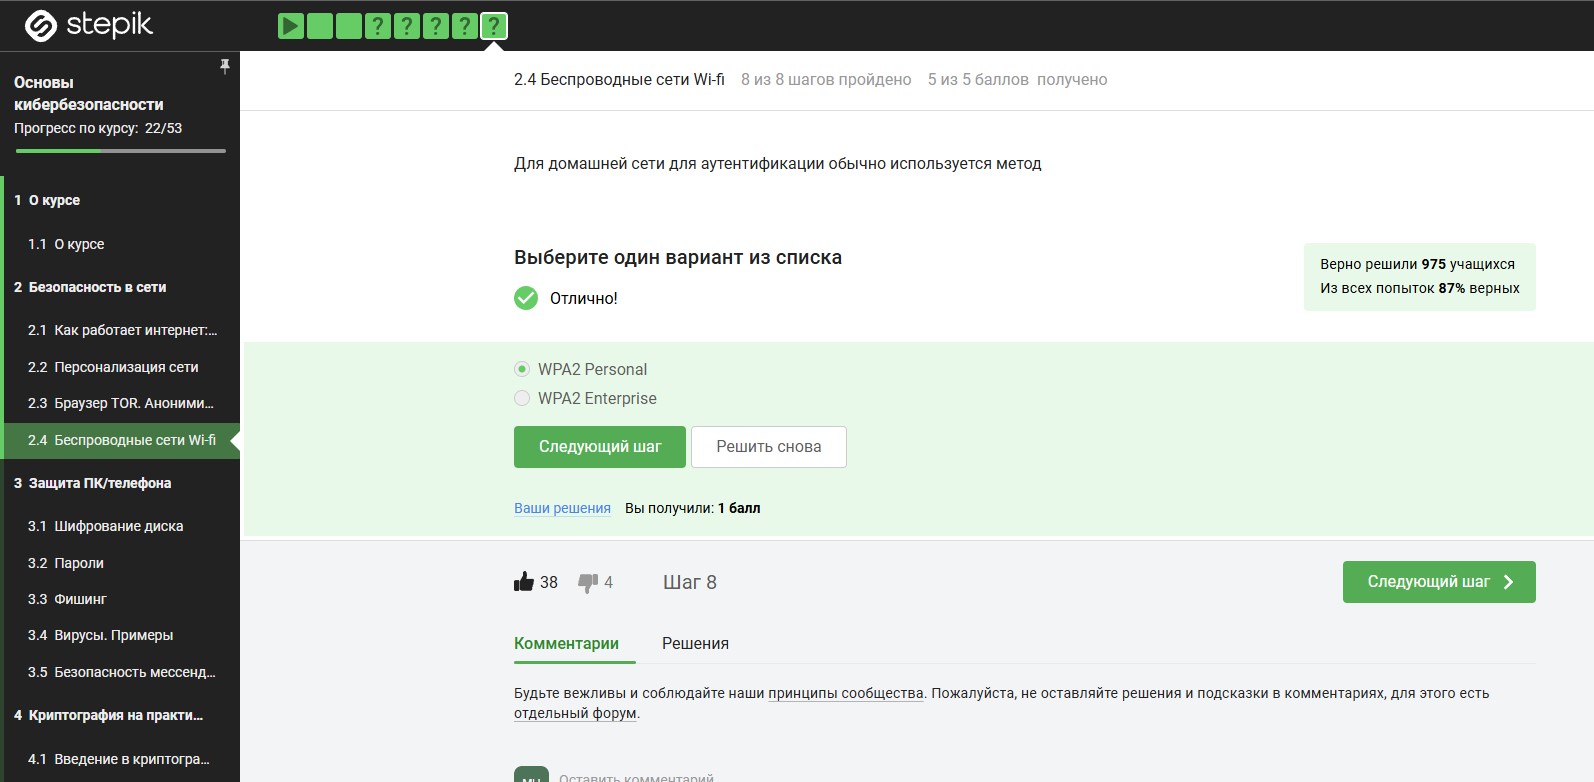 stepik
? ? ? ? ?
Основы
кибербезопасности
Прогресс по курсу: 22/53
1 О курсе
1.1 О курсе
2 Безопасность в сети
2.1 Как работает интернет:...
2.2 Персонализация сети
2.3 Браузер TOR. Аноними...
2.4 Беспроводные сети Wi-fi
3 Защита ПК/телефона
3.1 Шифрование диска
3.2 Пароли
3.3 Фишинг
3.4 Вирусы. Примеры
3.5 Безопасность мессенд...
4 Криптография на практи...
4.1 Введение в криптогра...
2.4 Беспроводные сети Wi-fi 8 из 8 шагов пройдено 5 из 5 баллов получено
Для домашней сети для аутентификации обычно используется метод
Выберите один вариант из списка
Отлично!
Верно решили 975 учащихся
Из всех попыток 87% верных
WPA2 Personal
WPA2 Enterprise
Следующий шаг Решить снова
Ваши решения Вы получили: 1 балл
38 4 Шаг 8
Следующий шаг
Комментарии Решения
Будьте вежливы и соблюдайте наши принципы сообщества. Пожалуйста, не оставляйте решения и подсказки в комментариях, для этого есть
отдельный форум.
Оставить комментарий